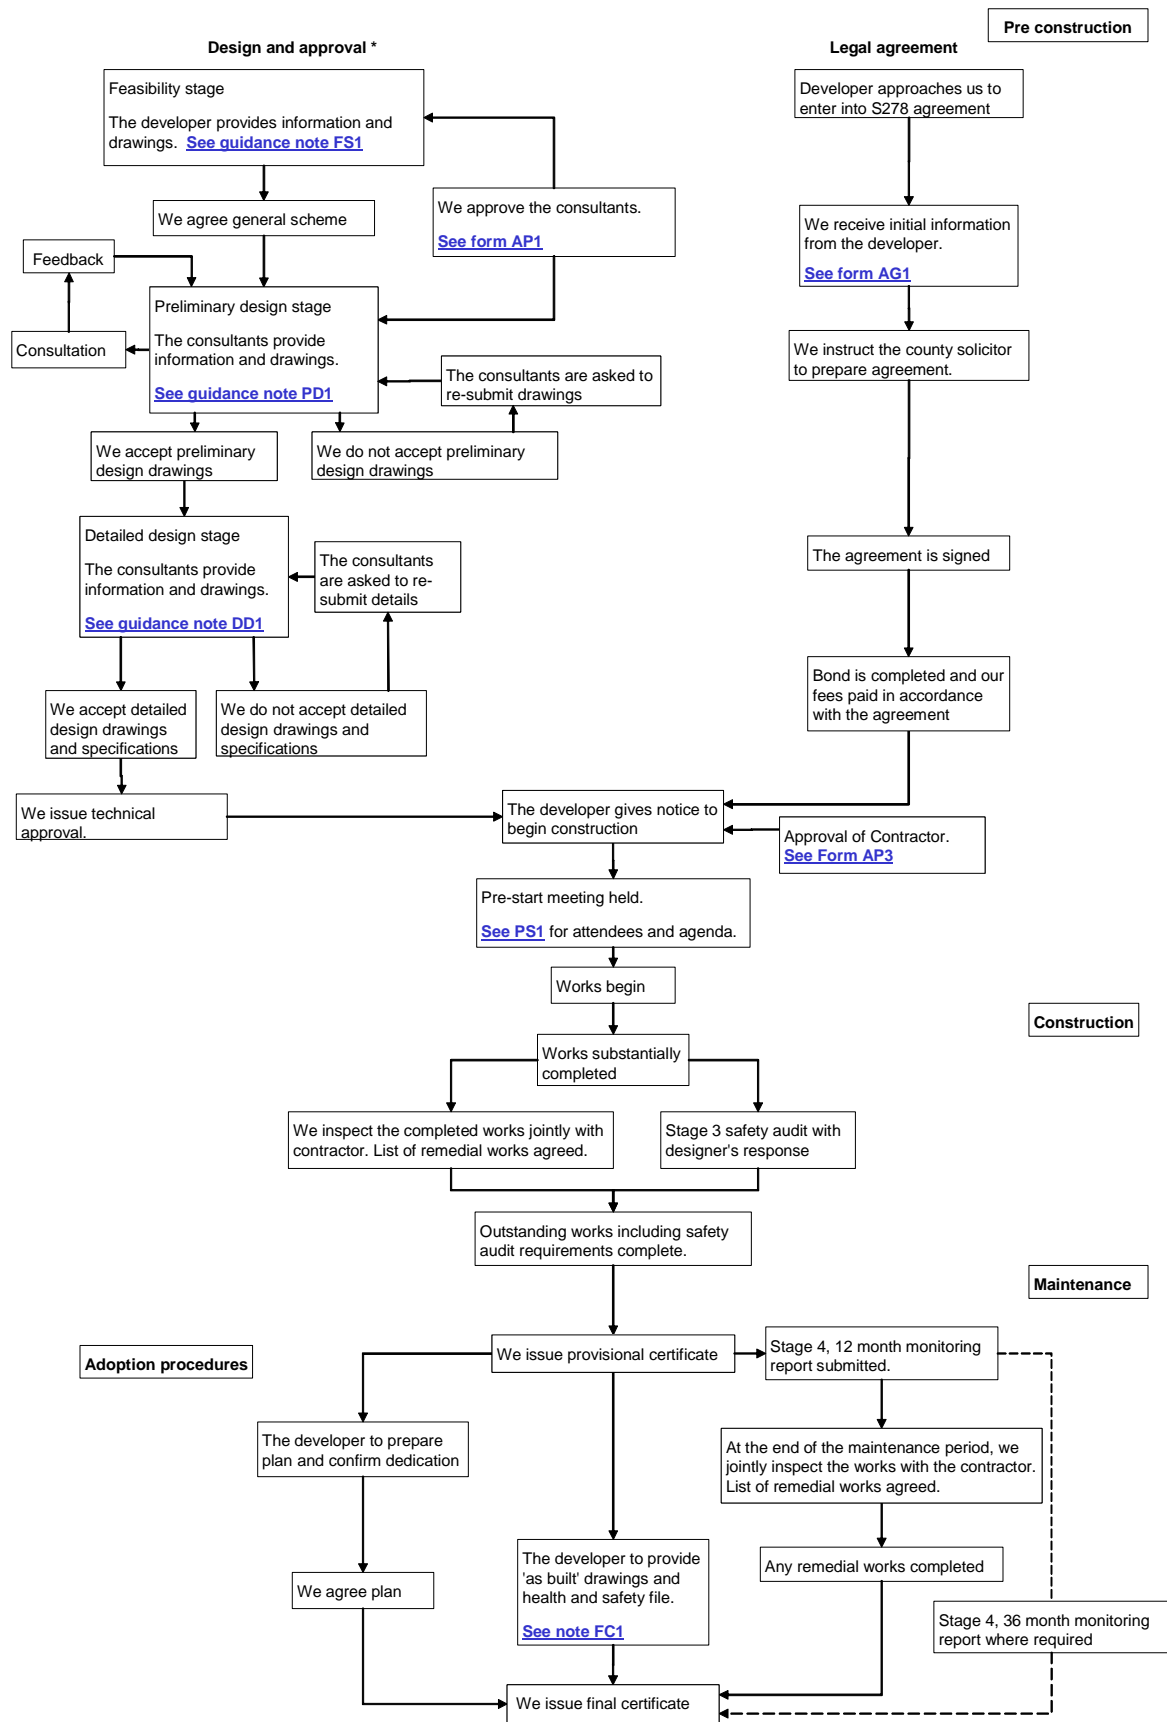 Pre construction
Design and approval *
Legal agreement
Feasibility stage
The developer provides information and
drawings.  See guidance note FS1
Developer approaches us to
enter into S278 agreement
We agree general scheme
We approve the consultants.
See form AP1
We receive initial information
from the developer.
See form AG1
Feedback
Consultation
Preliminary design stage
The consultants provide
information and drawings.
See guidance note PD1
The consultants are asked to
re-submit drawings
We instruct the county solicitor
to prepare agreement.
We accept preliminary
design drawings
We do not accept preliminary
design drawings
Detailed design stage
The consultants provide
information and drawings.
See guidance note DD1
The consultants
are asked to re-
submit details
The agreement is signed
We accept detailed
design drawings
and specifications
We do not accept detailed
design drawings and
specifications
Bond is completed and our
fees paid in accordance
with the agreement
We issue technical
approval.
The developer gives notice to
begin construction
Approval of Contractor.
See Form AP3
Pre-start meeting held.
See PS1 for attendees and agenda.
Works begin
Construction
Works substantially
completed
We inspect the completed works jointly with
contractor. List of remedial works agreed.
Stage 3 safety audit with
designer's response
Outstanding works including safety
audit requirements complete.
Maintenance
Adoption procedures
We issue provisional certificate
Stage 4, 12 month monitoring
report submitted.
The developer to prepare
plan and confirm dedication
At the end of the maintenance period, we
jointly inspect the works with the contractor.
List of remedial works agreed.
We agree plan
The developer to provide
'as built' drawings and
health and safety file.
See note FC1
Any remedial works completed
Stage 4, 36 month monitoring
report where required
We issue final certificate